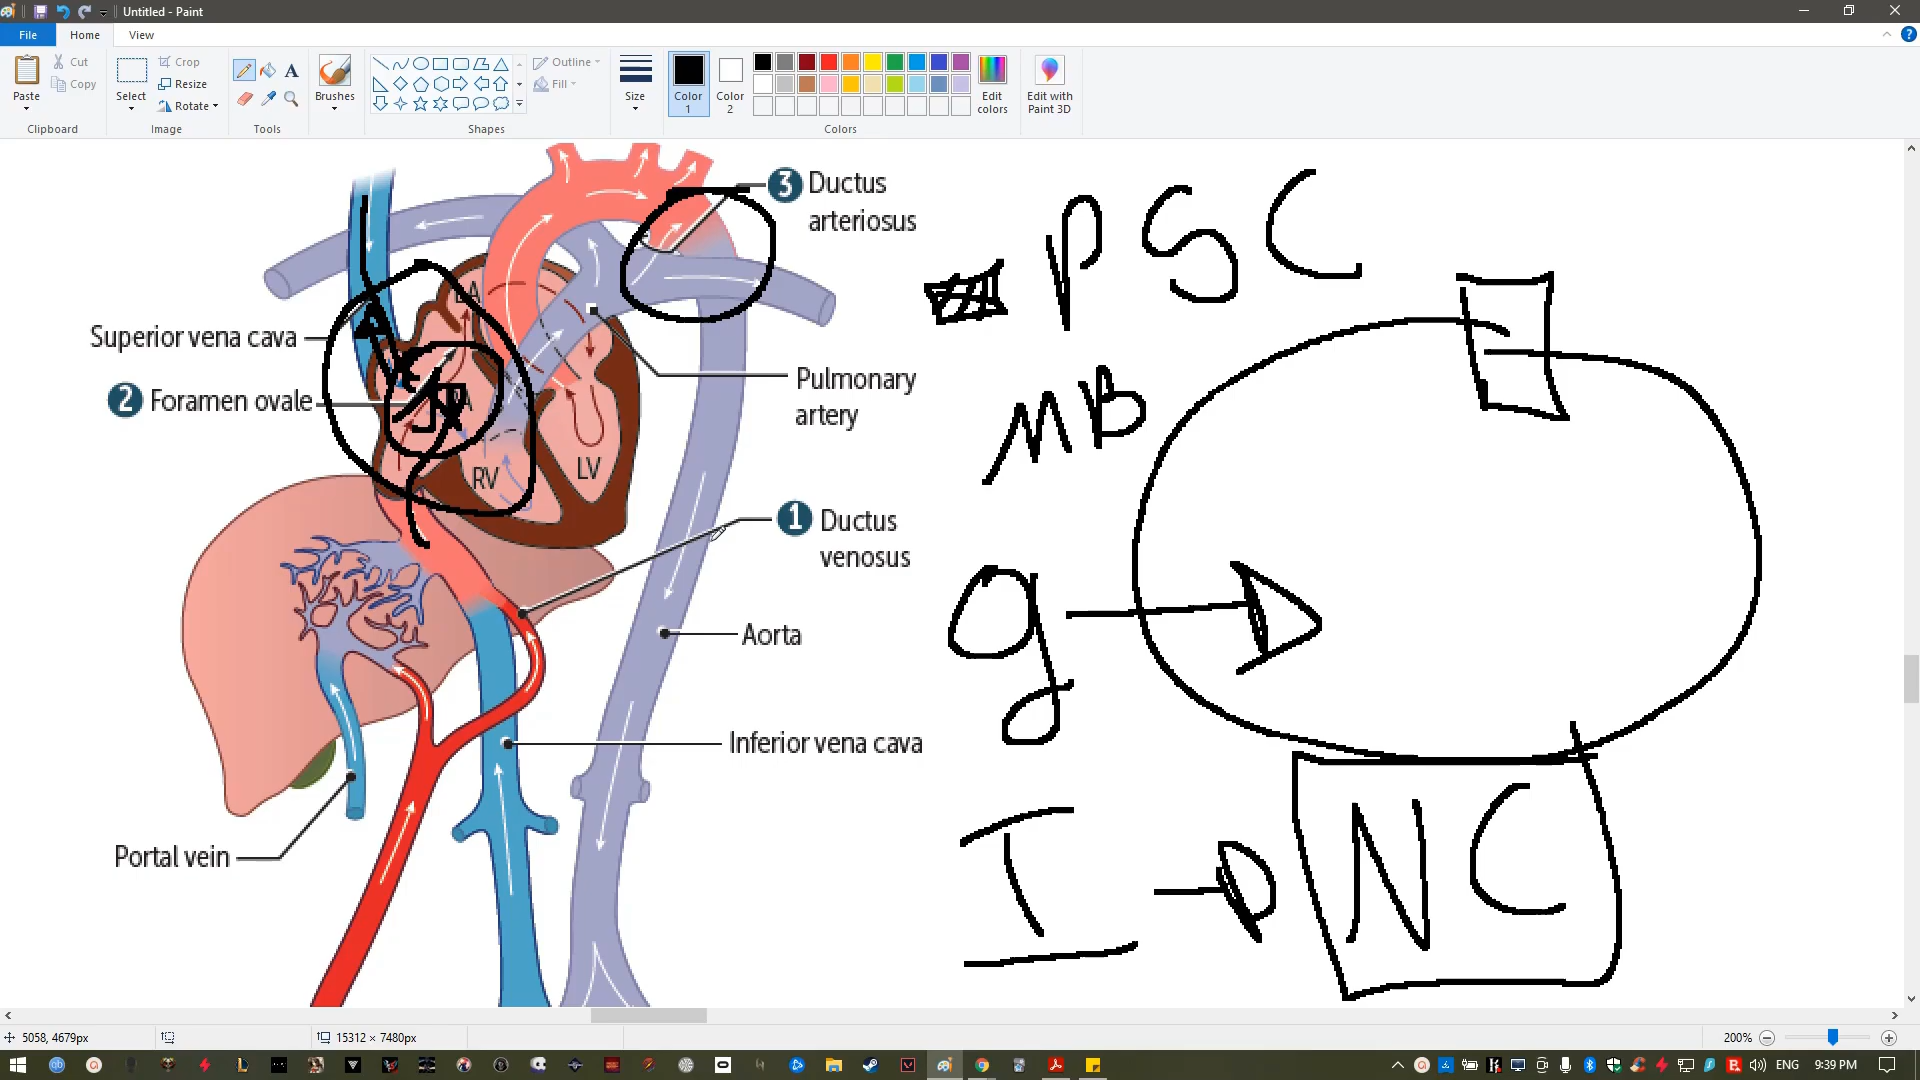 Untitled - Paint
File Home View
Paste
Cut
Copy
Clipboard
Select
Crop
Resize
Rotate
Image
A
Tools
Brushes
Shapes
Outline
Fill
Size
Color 1
Color 2
Edit colors
Edit with Paint 3D
Colors
3 Ductus arteriosus
Superior vena cava
2 Foramen ovale
LA
RV
LV
Pulmonary artery
1 Ductus venosus
Aorta
Inferior vena cava
Portal vein
PSC
MB
g
I
NC
5058, 4679px
15312 × 7480px
200%
ENG
9:39 PM